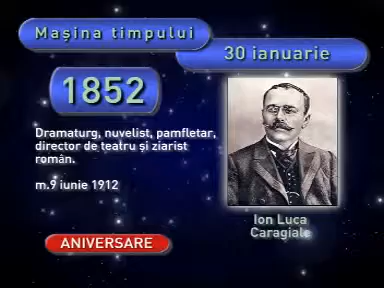 Mașina timpului
30 ianuarie
1852
Dramaturg, nuvelist, pamfletar,
director de teatru și ziarist
român.
m.9 iunie 1912
Ion Luca
Caragiale
ANIVERSARE